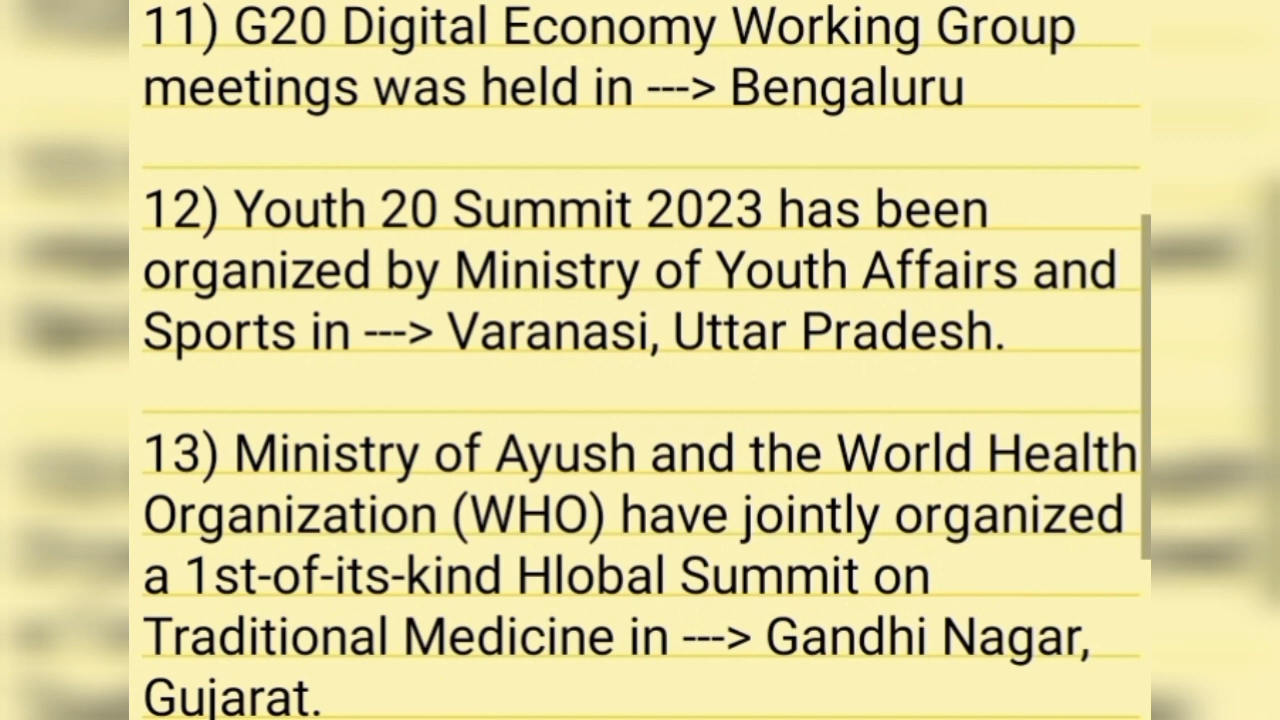 11) G20 Digital Economy Working Group
meetings was held in ---> Bengaluru
12) Youth 20 Summit 2023 has been
organized by Ministry of Youth Affairs and
Sports in ---> Varanasi, Uttar Pradesh.
13) Ministry of Ayush and the World Health
Organization (WHO) have jointly organized
a 1st-of-its-kind Hlobal Summit on
Traditional Medicine in ---> Gandhi Nagar,
Gujarat.